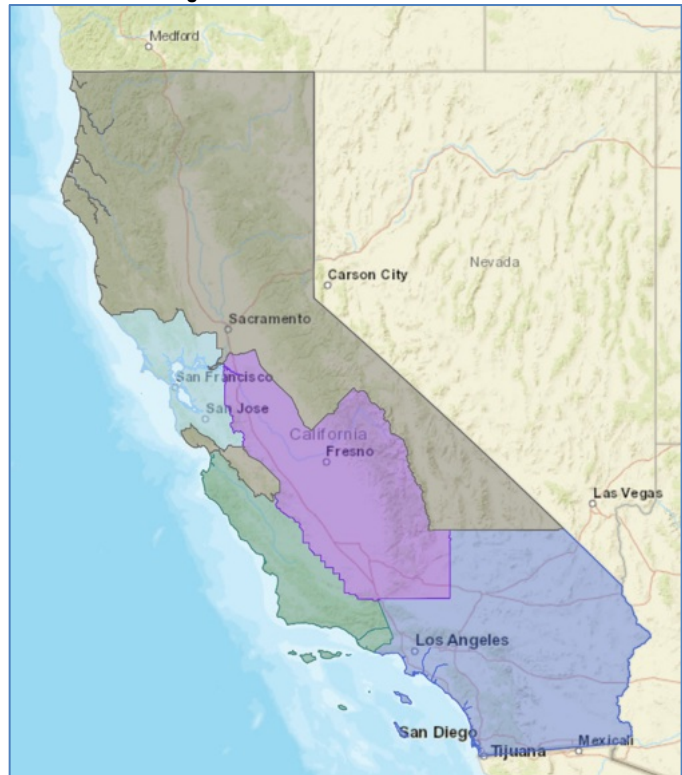 Medford
Carson City
Nevada
Sacramento
San Francisco
San Jose
California
Fresno
Las Vegas
Los Angeles
San Diego
Tijuana
Mexicali